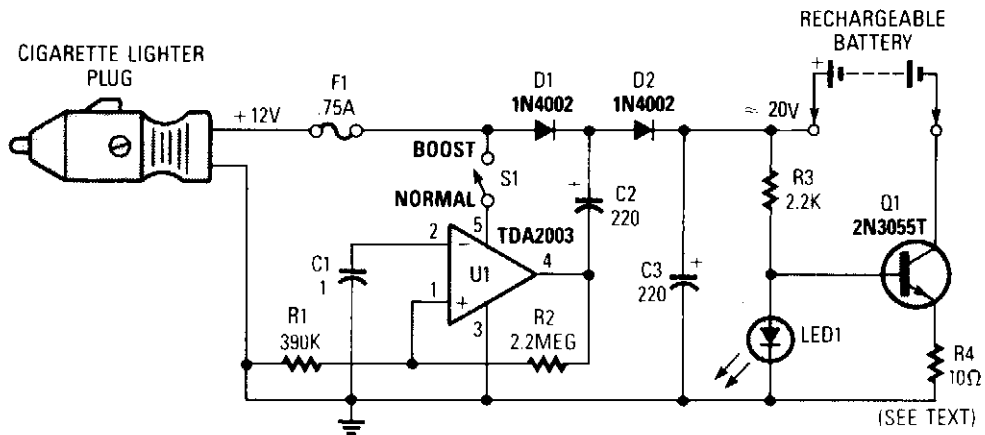 CIGARETTE LIGHTER
PLUG
+12V
F1
.75A
D1
1N4002
D2
1N4002
≈ 20V
RECHARGEABLE
BATTERY
+
BOOST
S1
NORMAL
+
C2
220
R3
2.2K
Q1
2N3055T
5
TDA2003
2
−
U1
4
1
+
3
C1
1
C3
220
+
R1
390K
R2
2.2MEG
LED1
R4
10Ω
(SEE TEXT)